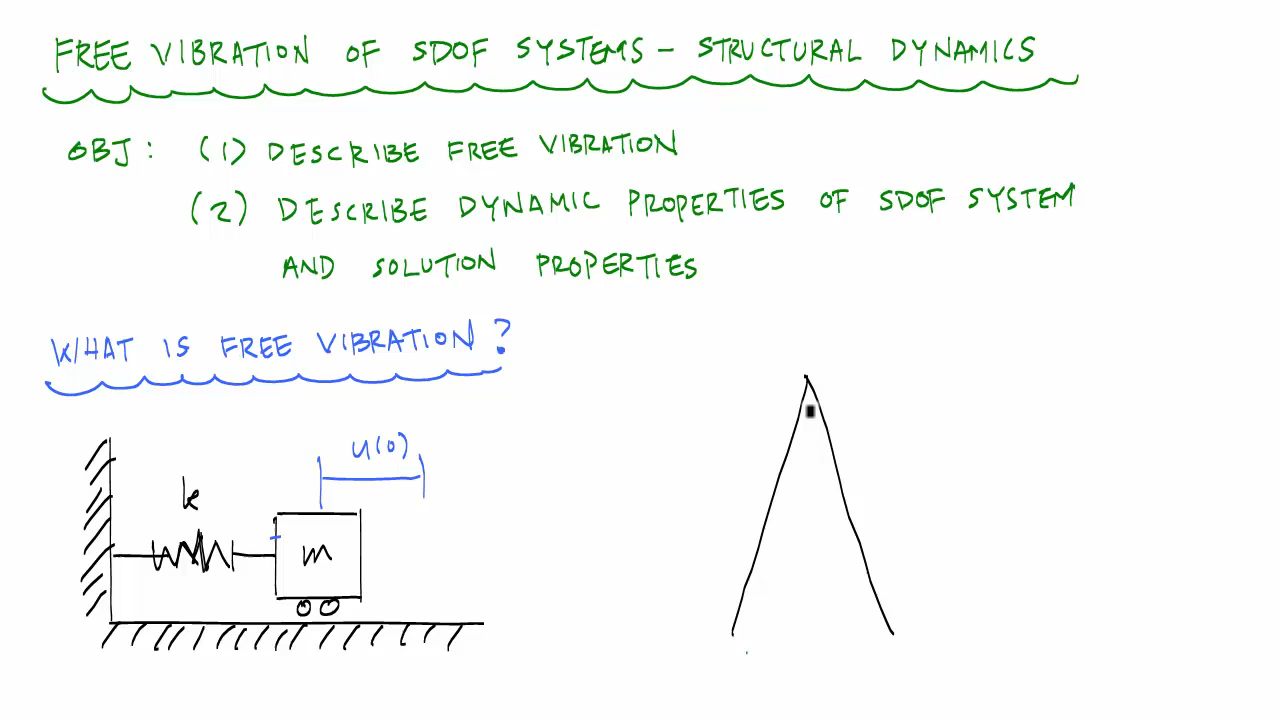 FREE VIBRATION OF SDOF SYSTEMS - STRUCTURAL DYNAMICS
OBJ: (1) DESCRIBE FREE VIBRATION
(2) DESCRIBE DYNAMIC PROPERTIES OF SDOF SYSTEM
AND SOLUTION PROPERTIES
WHAT IS FREE VIBRATION?
u(0)
k
m